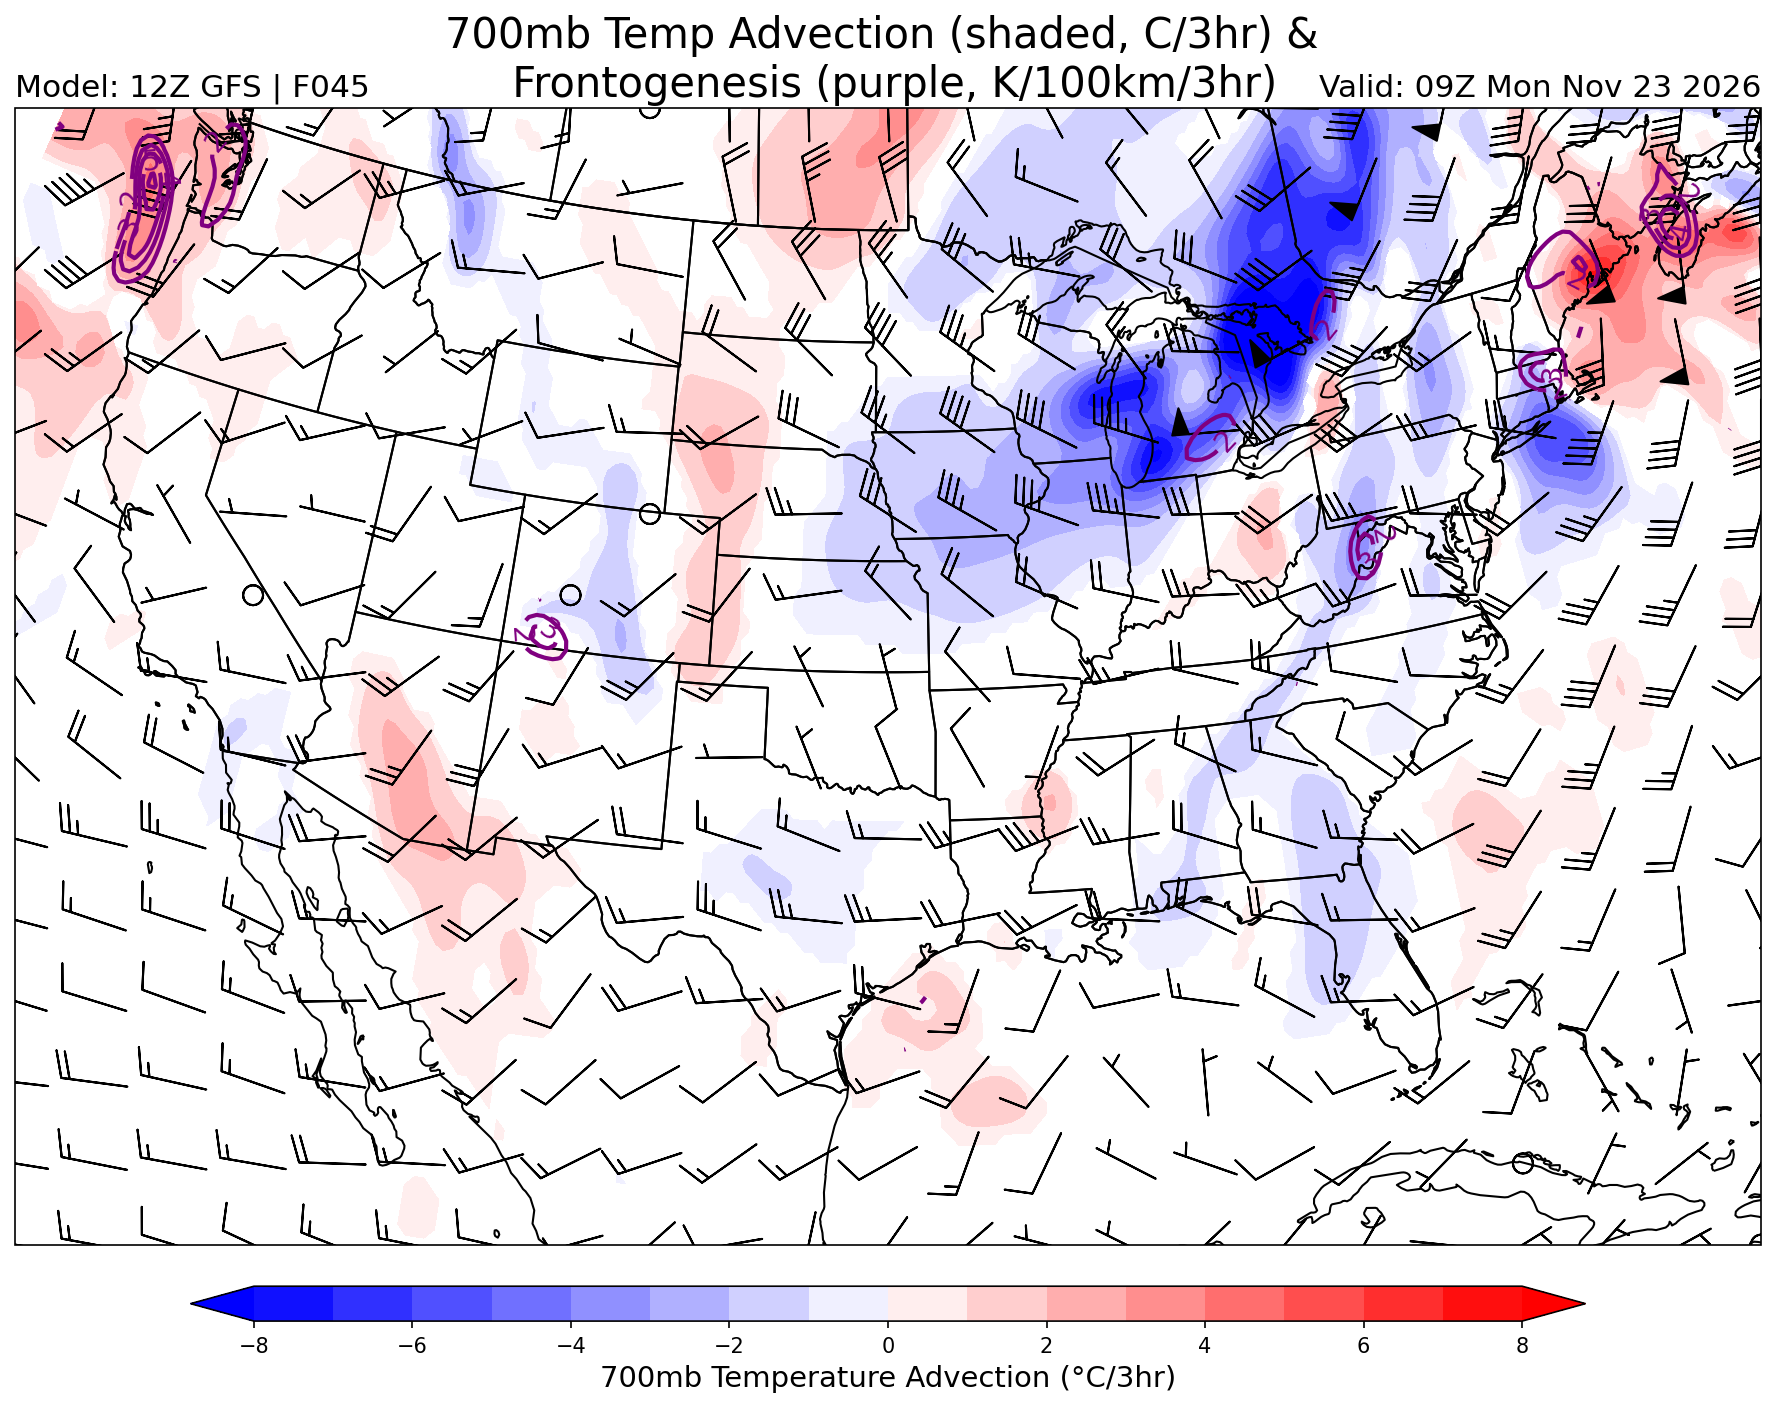 700mb Temp Advection (shaded, C/3hr) &
Model: 12Z GFS | F045
Frontogenesis (purple, K/100km/3hr)
Valid: 09Z Mon Nov 23 2026
−8 −6 −4 −2 0 2 4 6 8
700mb Temperature Advection (°C/3hr)